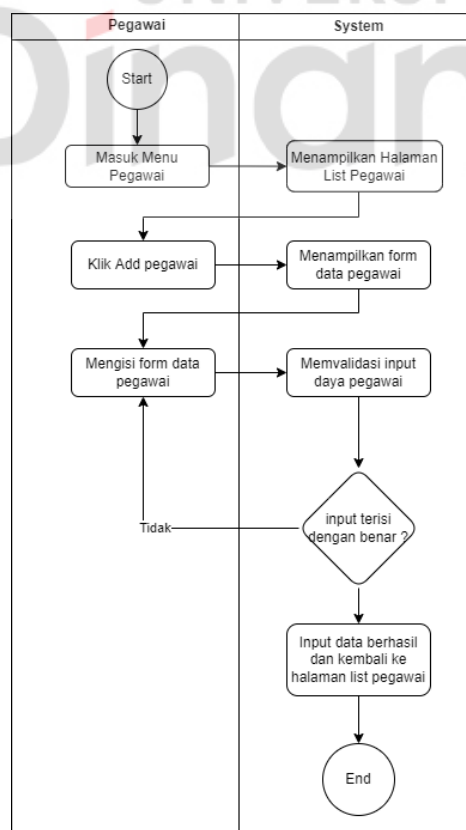 Dinar
Pegawai
System
Start
Masuk Menu
Pegawai
Menampilkan Halaman
List Pegawai
Klik Add pegawai
Menampilkan form
data pegawai
Mengisi form data
pegawai
Memvalidasi input
daya pegawai
input terisi
dengan benar ?
Tidak
Input data berhasil
dan kembali ke
halaman list pegawai
End